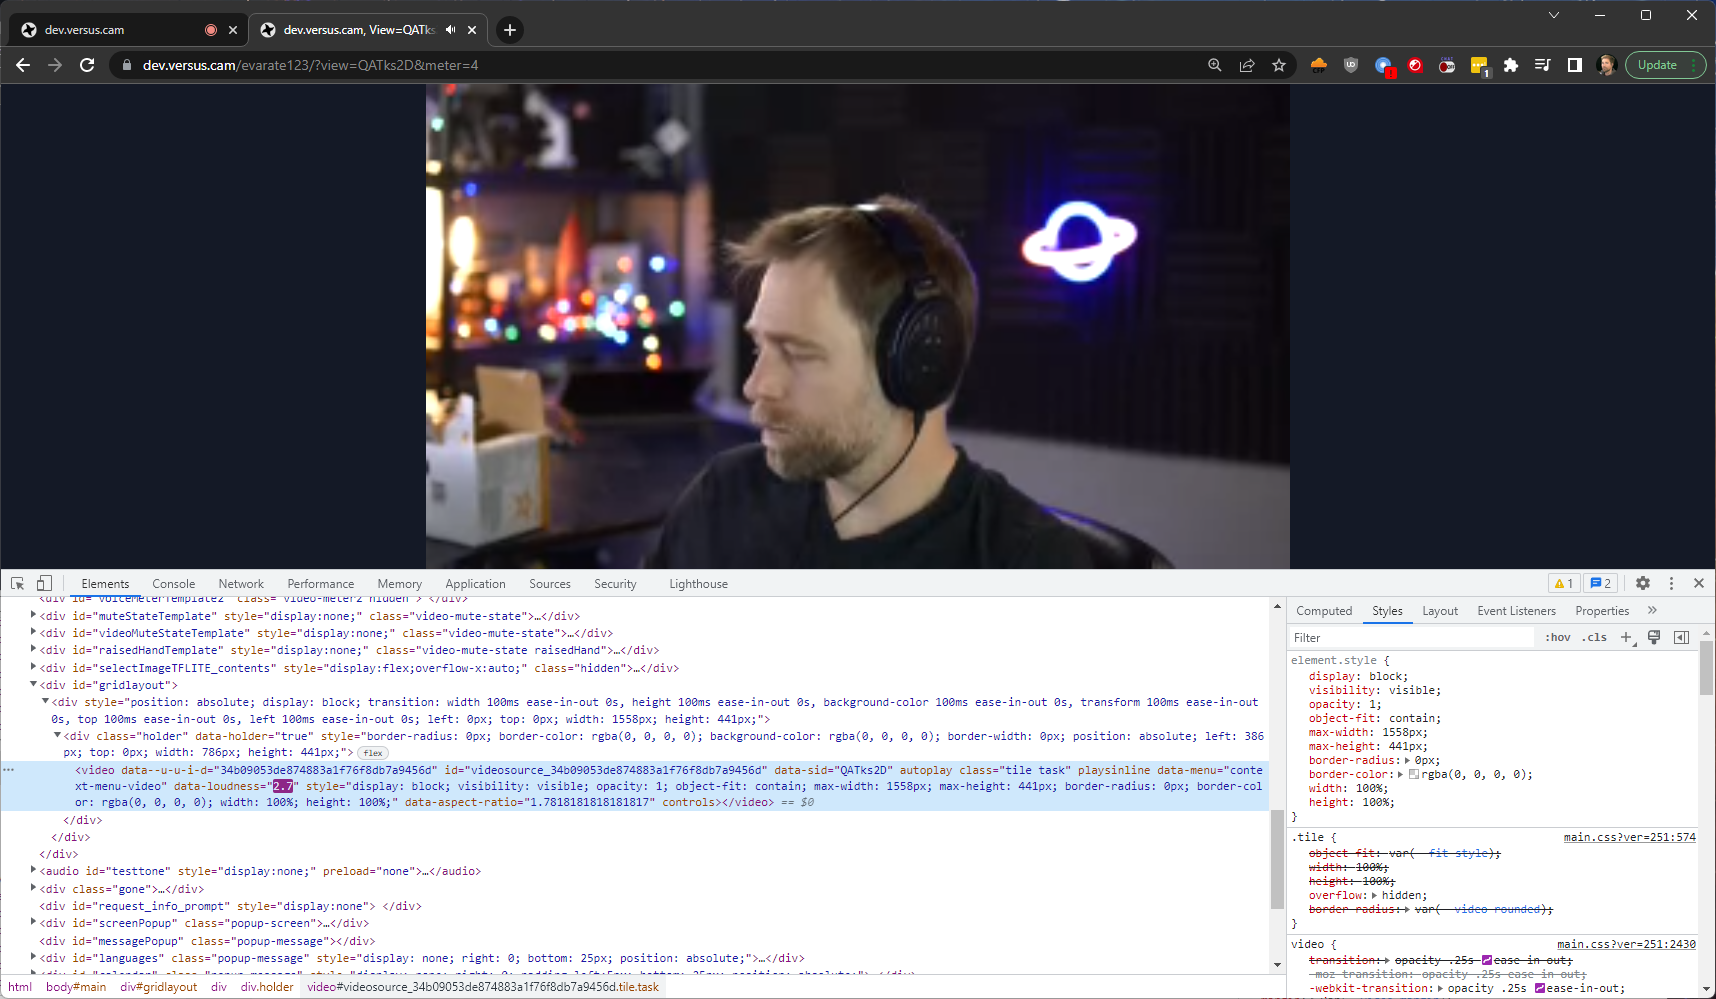 dev.versus.cam
dev.versus.cam, View=QATks
dev.versus.cam/evarate123/?view=QATks2D&meter=4
Update
Elements Console Network Performance Memory Application Sources Security Lighthouse
1 2
<div id="voiceMeterTemplate2" class="video-meter2 hidden"> </div>
<div id="muteStateTemplate" style="display:none;" class="video-mute-state">…</div>
<div id="videoMuteStateTemplate" style="display:none;" class="video-mute-state">…</div>
<div id="raisedHandTemplate" style="display:none;" class="video-mute-state raisedHand">…</div>
<div id="selectImageTFLITE_contents" style="display:flex;overflow-x:auto;" class="hidden">…</div>
<div id="gridlayout">
<div style="position: absolute; display: block; transition: width 100ms ease-in-out 0s, height 100ms ease-in-out 0s, background-color 100ms ease-in-out 0s, transform 100ms ease-in-out
0s, top 100ms ease-in-out 0s, left 100ms ease-in-out 0s; left: 0px; top: 0px; width: 1558px; height: 441px;">
<div class="holder" data-holder="true" style="border-radius: 0px; border-color: rgba(0, 0, 0, 0); background-color: rgba(0, 0, 0, 0); border-width: 0px; position: absolute; left: 386
px; top: 0px; width: 786px; height: 441px;"> flex
<video data--u-u-i-d="34b09053de874883a1f76f8db7a9456d" id="videosource_34b09053de874883a1f76f8db7a9456d" data-sid="QATks2D" autoplay class="tile task" playsinline data-menu="conte
xt-menu-video" data-loudness="2.7" style="display: block; visibility: visible; opacity: 1; object-fit: contain; max-width: 1558px; max-height: 441px; border-radius: 0px; border-col
or: rgba(0, 0, 0, 0); width: 100%; height: 100%;" data-aspect-ratio="1.7818181818181817" controls></video> == $0
</div>
</div>
</div>
<audio id="testtone" style="display:none;" preload="none">…</audio>
<div class="gone">…</div>
<div id="request_info_prompt" style="display:none"> </div>
<div id="screenPopup" class="popup-screen">…</div>
<div id="messagePopup" class="popup-message"></div>
<div id="languages" class="popup-message" style="display: none; right: 0; bottom: 25px; position: absolute;">…</div>
html body#main div#gridlayout div div.holder video#videosource_34b09053de874883a1f76f8db7a9456d.tile.task
Computed Styles Layout Event Listeners Properties
Filter :hov .cls
element.style {
display: block;
visibility: visible;
opacity: 1;
object-fit: contain;
max-width: 1558px;
max-height: 441px;
border-radius: 0px;
border-color: rgba(0, 0, 0, 0);
width: 100%;
height: 100%;
}
.tile { main.css?ver=251:574
object-fit: var(--fit-style);
width: 100%;
height: 100%;
overflow: hidden;
border-radius: var(--video-rounded);
}
video { main.css?ver=251:2430
transition: opacity .25s ease-in-out;
-moz-transition: opacity .25s ease-in-out;
-webkit-transition: opacity .25s ease-in-out;